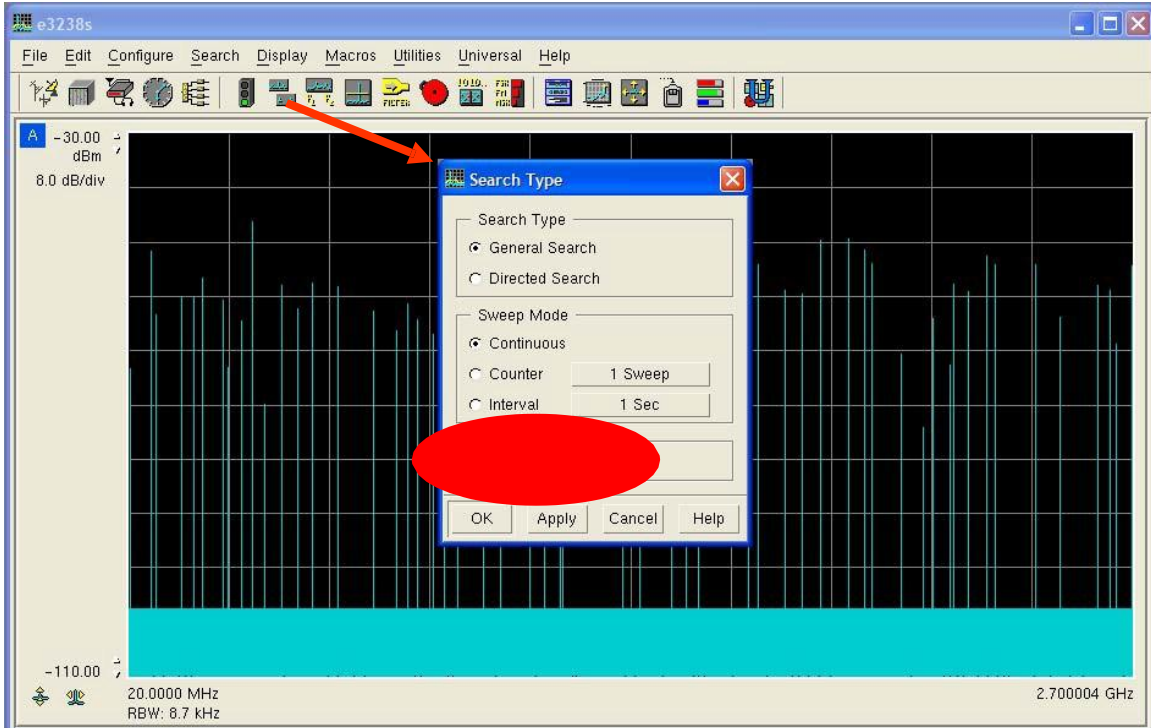 e3238s
File Edit Configure Search Display Macros Utilities Universal Help
FILTER
A -30.00
dBm
8.0 dB/div
Search Type
Search Type
General Search
Directed Search
Sweep Mode
Continuous
Counter 1 Sweep
Interval 1 Sec
OK Apply Cancel Help
-110.00
20.0000 MHz 2.700004 GHz
RBW: 8.7 kHz